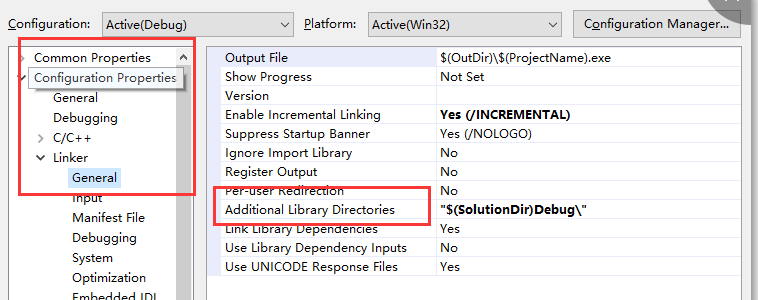 Configuration: Active(Debug) Platform: Active(Win32) Configuration Manager...
Common Properties
Configuration Properties
General
Debugging
C/C++
Linker
General
Input
Manifest File
Debugging
System
Optimization
Embedded IDL
Output File $(OutDir)\$(ProjectName).exe
Show Progress Not Set
Version
Enable Incremental Linking Yes (/INCREMENTAL)
Suppress Startup Banner Yes (/NOLOGO)
Ignore Import Library No
Register Output No
Per-user Redirection No
Additional Library Directories "$(SolutionDir)Debug\"
Link Library Dependencies Yes
Use Library Dependency Inputs No
Use UNICODE Response Files Yes